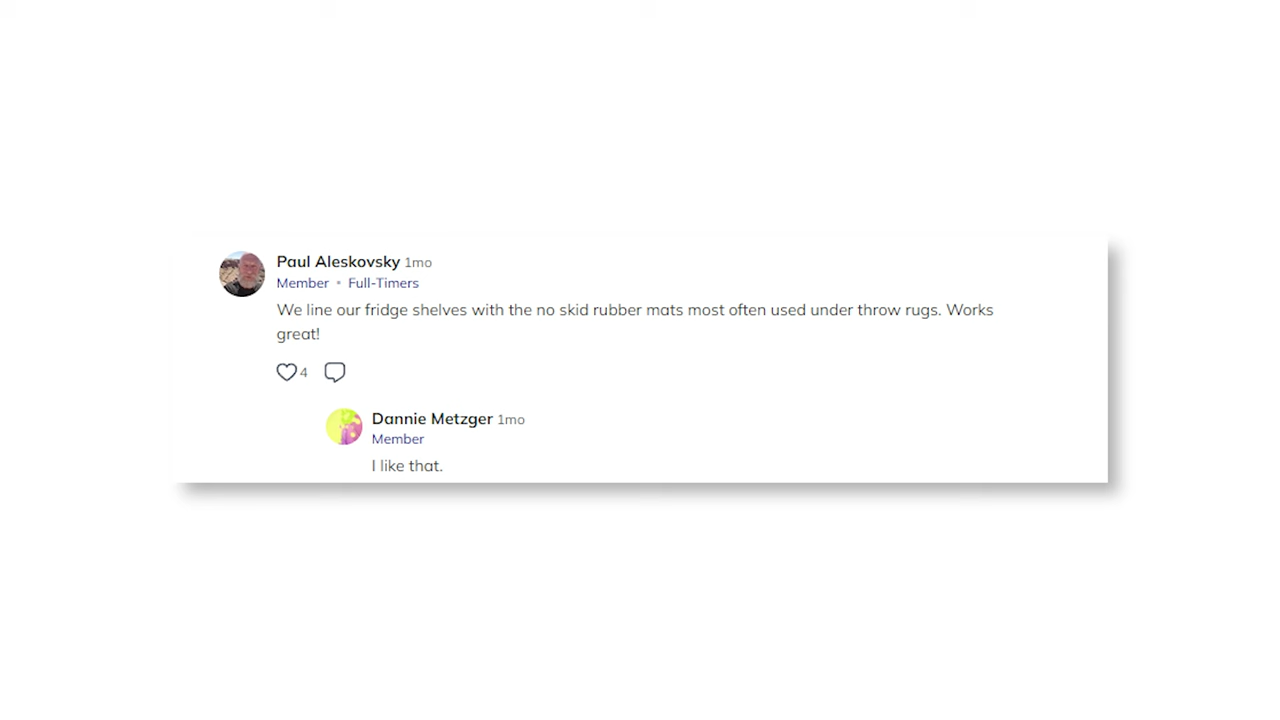 Paul Aleskovsky 1mo
Member • Full-Timers
We line our fridge shelves with the no skid rubber mats most often used under throw rugs. Works
great!
4
Dannie Metzger 1mo
Member
I like that.